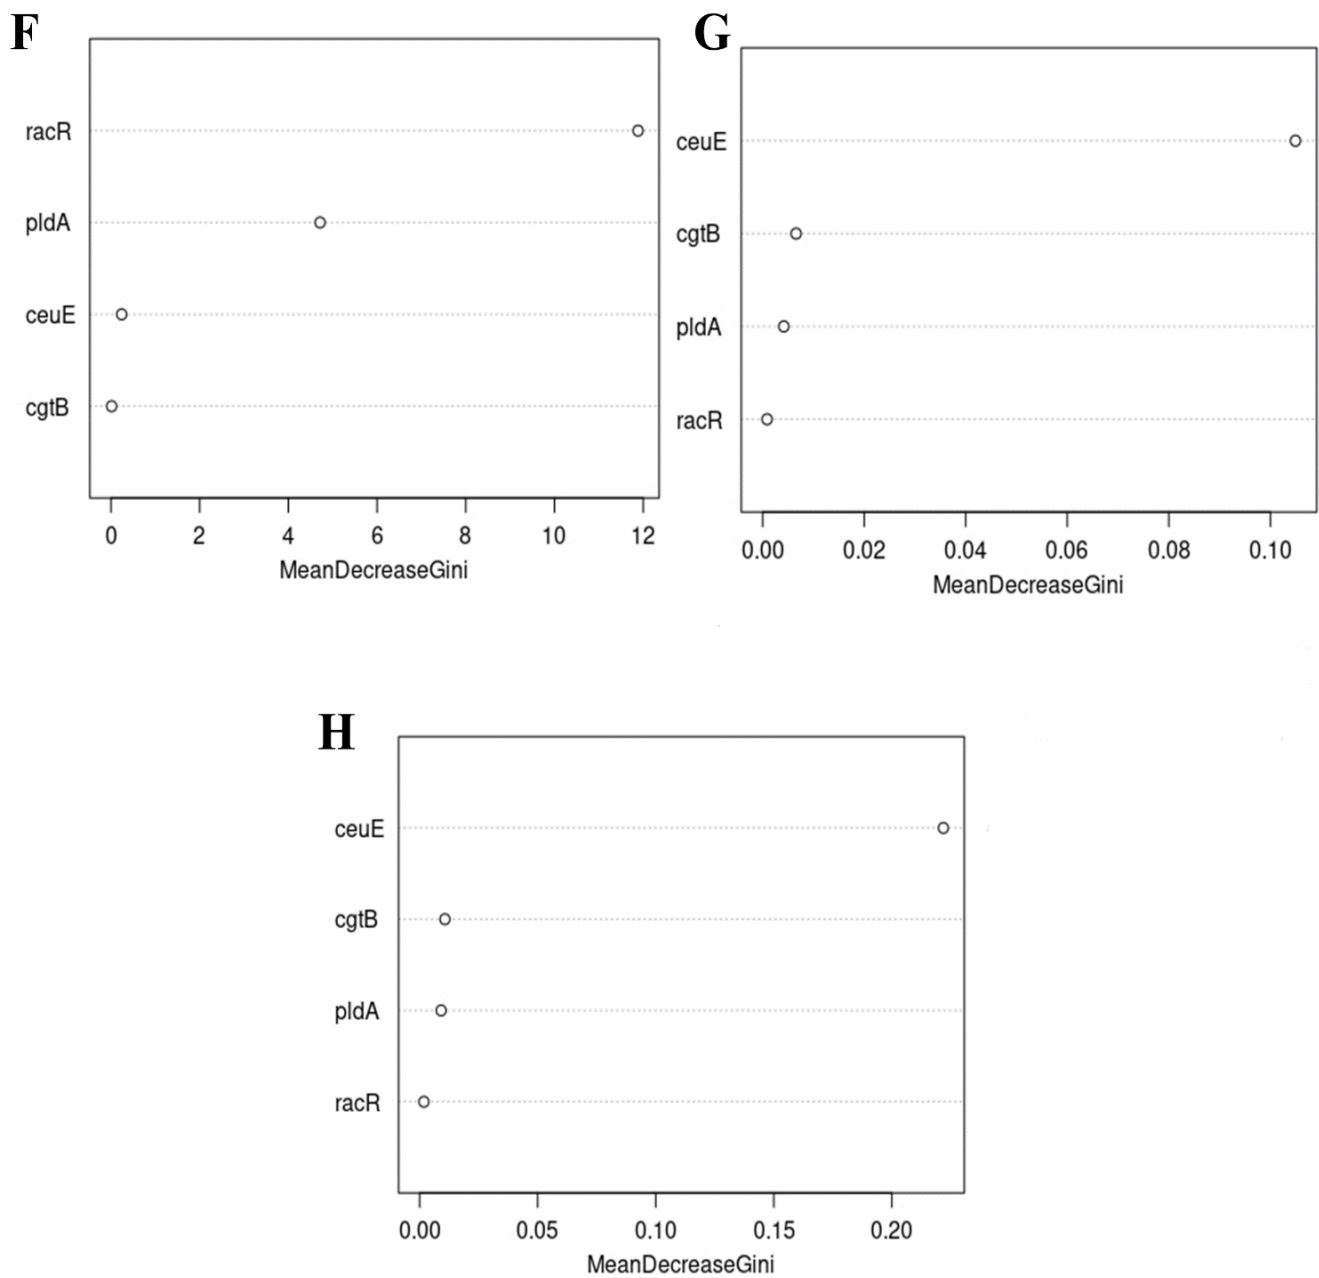 F
racR
pldA
ceuE
cgtB
0 2 4 6 8 10 12
MeanDecreaseGini
G
ceuE
cgtB
pldA
racR
0.00 0.02 0.04 0.06 0.08 0.10
MeanDecreaseGini
H
ceuE
cgtB
pldA
racR
0.00 0.05 0.10 0.15 0.20
MeanDecreaseGini